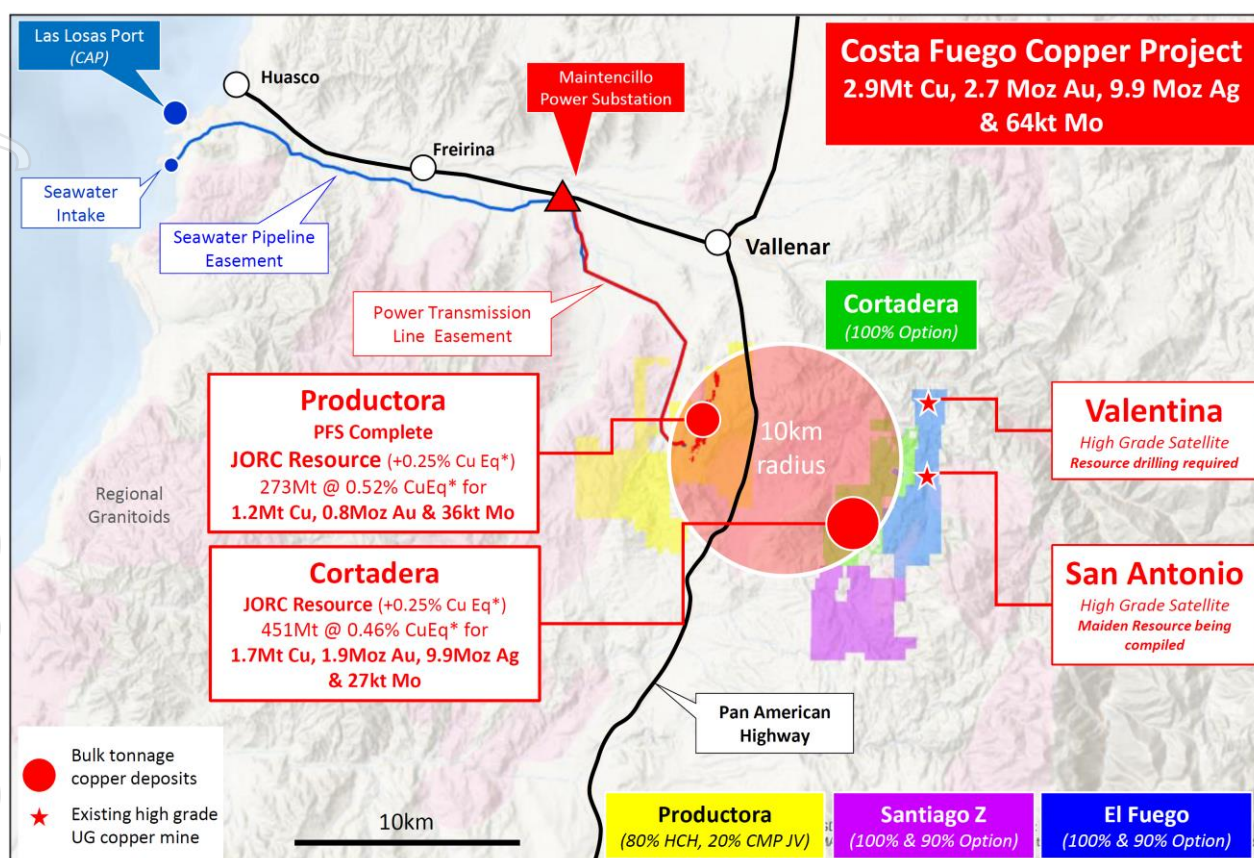 Las Losas Port
(CAP)
Huasco
Maintencillo
Power Substation
Costa Fuego Copper Project
2.9Mt Cu, 2.7 Moz Au, 9.9 Moz Ag
& 64kt Mo
Freirina
Seawater
Intake
Seawater Pipeline
Easement
Vallenar
Power Transmission
Line Easement
Cortadera
(100% Option)
Productora
PFS Complete
JORC Resource (+0.25% Cu Eq*)
273Mt @ 0.52% CuEq* for
1.2Mt Cu, 0.8Moz Au & 36kt Mo
10km
radius
Valentina
High Grade Satellite
Resource drilling required
Regional
Granitoids
Cortadera
JORC Resource (+0.25% Cu Eq*)
451Mt @ 0.46% CuEq* for
1.7Mt Cu, 1.9Moz Au, 9.9Moz Ag
& 27kt Mo
San Antonio
High Grade Satellite
Maiden Resource being
compiled
Pan American
Highway
Bulk tonnage
copper deposits
Existing high grade
UG copper mine
10km
Productora
(80% HCH, 20% CMP JV)
Santiago Z
(100% & 90% Option)
El Fuego
(100% & 90% Option)